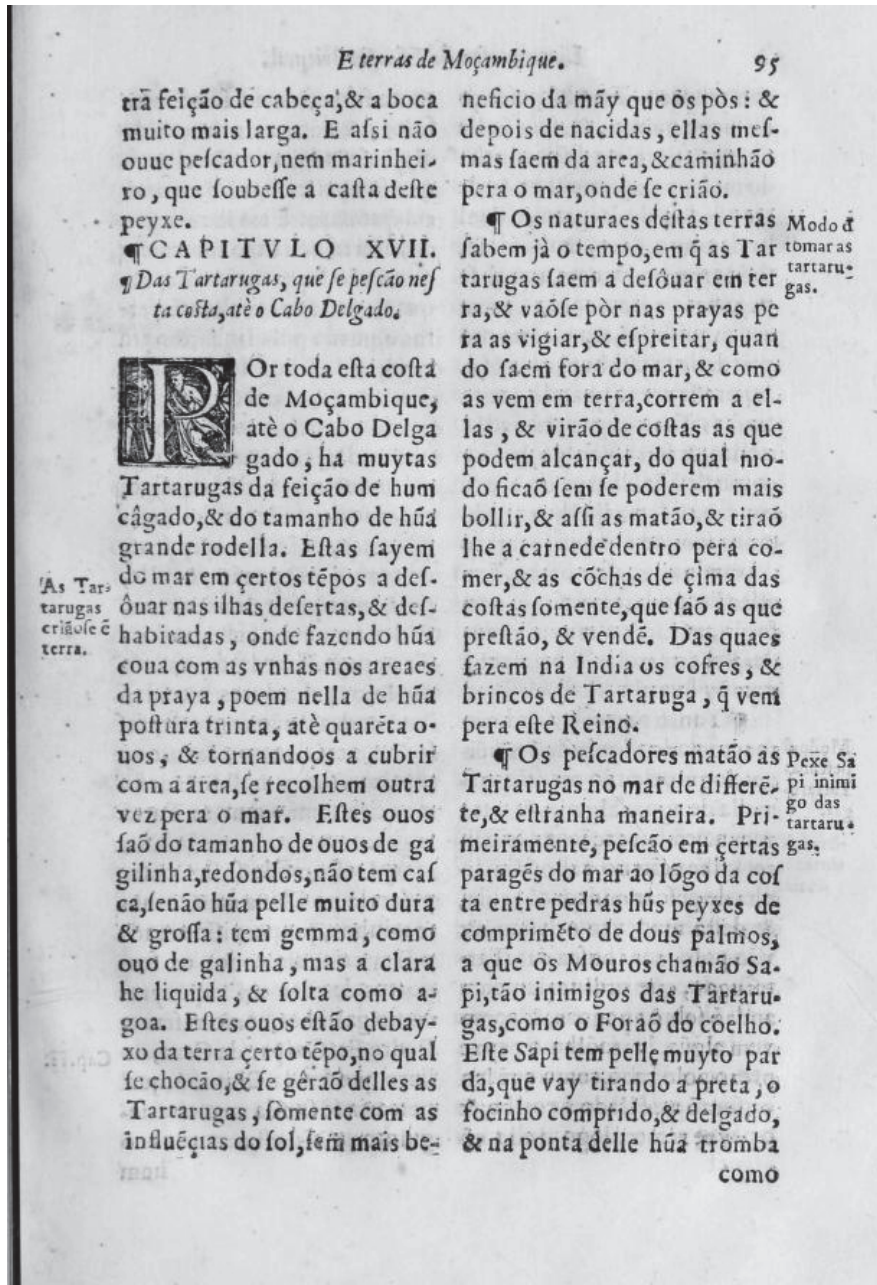 E terras de Moçambique.
95
trã feição de cabeça,& a boca
muito mais larga. E aſsi não
ouue peſcador,nem marinhei-
ro, que ſoubeſſe a caſta deſte
peyxe.
¶CAPITVLO XVII.
¶Das Tartarugas, que ſe peſcão neſ
ta coſta,atè o Cabo Delgado.
POr toda eſta coſta
de Moçambique,
atè o Cabo Delga
gado, ha muytas
Tartarugas da feição de hum
câgado,& do tamanho de hũa
grande rodella. Eſtas ſayem
do mar em çertos tẽpos a deſ-
ôuar nas ilhas deſertas,& deſ-
habitadas, onde fazendo hũa
coua com as vnhas nos areaes
da praya, poem nella de hũa
poſtura trinta, atè quarẽta o-
uos, & tornandoos a cubrir
com a area,ſe recolhem outra
vez pera o mar. Eſtes ouos
ſaõ do tamanho de ouos de ga
gilinha,redondos,não tem caſ
ca,ſenão hũa pelle muito dura
& groſſa: tem gemma, como
ouo de galinha, mas a clara
he liquida, & ſolta como a-
goa. Eſtes ouos eſtão debay-
xo da terra çerto tẽpo,no qual
ſe chocão,& ſe gêraõ delles as
Tartarugas, ſòmente com as
influẽçias do ſol,ſem mais be-
As Tar-
tarugas
criãoſe ẽ
terra.
neficio da mãy que os pòs: &
depois de nacidas, ellas meſ-
mas ſaem da area,&caminhão
pera o mar,onde ſe crião.
¶ Os naturaes deſtas terras
ſabem jà o tempo,em q̃ as Tar
tarugas ſaem a deſôuar em ter
ra,& vaõſe pòr nas prayas pe
ra as vigiar,& eſpreitar, quan
do ſaem fora do mar,& como
as vem em terra,correm a el-
las, & virão de coſtas as que
podem alcançar, do qual mo-
do ficaõ ſem ſe poderem mais
bollir,& aſſi as matão,& tiraõ
lhe a carnede dentro pera co-
mer,& as cõchas de çima das
coſtas ſomente,que ſaõ as que
preſtão, & vendẽ. Das quaes
fazem na India os cofres, &
brincos de Tartaruga, q̃ vem
pera eſte Reino.
¶ Os peſcadores matão as
Tartarugas no mar de differẽ-
te,& eſtranha maneira. Pri-
meiramente, peſcão em çertas
paragẽs do mar ao lõgo da coſ
ta entre pedras hũs peyxes de
comprimẽto de dous palmos,
a que os Mouros chamão Sa-
pi,tão inimigos das Tartaru-
gas,como o Foraõ do coelho.
Eſte Sapi tem pelle muyto par
da,que vay tirando a preta, o
focinho comprido,& delgado,
& na ponta delle hũa tromba
como
Modo đ
tomar as
tartaru-
gas.
Pexe Sa
pi inimi
go das
tartaru-
gas.